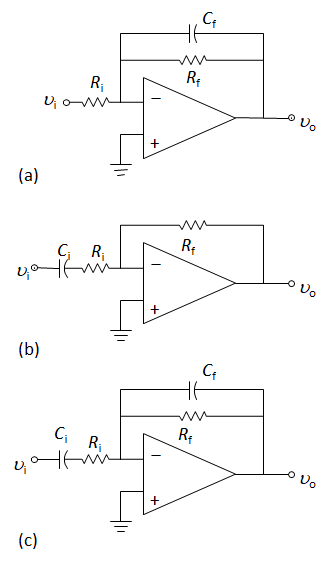 Cf
Rf
Ri
υi
−
+
υo
(a)
Ci
Ri
Rf
υi
−
+
υo
(b)
Cf
Rf
Ci
Ri
υi
−
+
υo
(c)